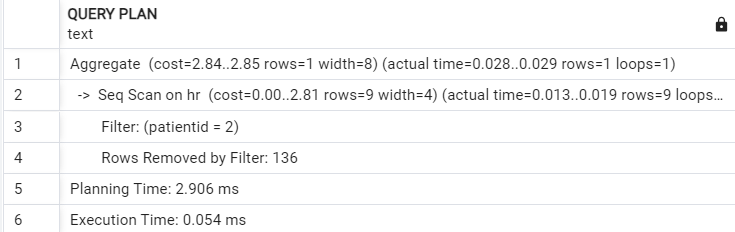 QUERY PLAN
text
1 Aggregate (cost=2.84..2.85 rows=1 width=8) (actual time=0.028..0.029 rows=1 loops=1)
2 -> Seq Scan on hr (cost=0.00..2.81 rows=9 width=4) (actual time=0.013..0.019 rows=9 loops...
3 Filter: (patientid = 2)
4 Rows Removed by Filter: 136
5 Planning Time: 2.906 ms
6 Execution Time: 0.054 ms